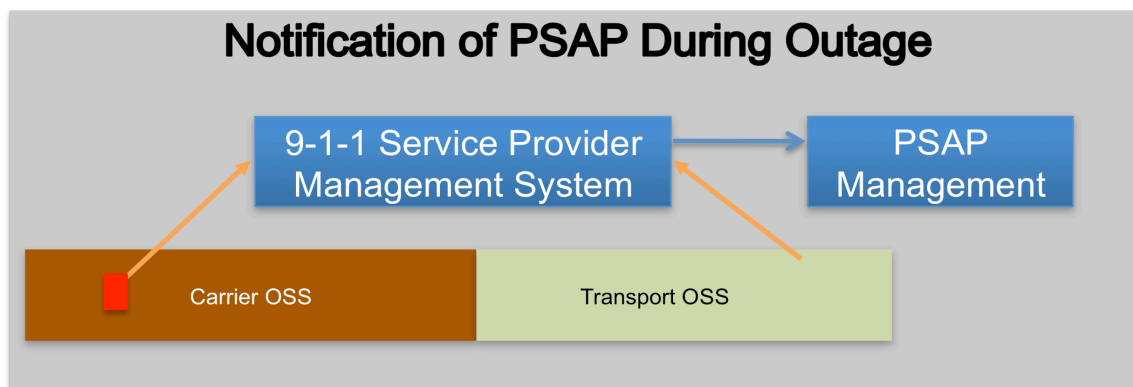 Notification of PSAP During Outage
9-1-1 Service Provider
Management System
PSAP
Management
Carrier OSS
Transport OSS